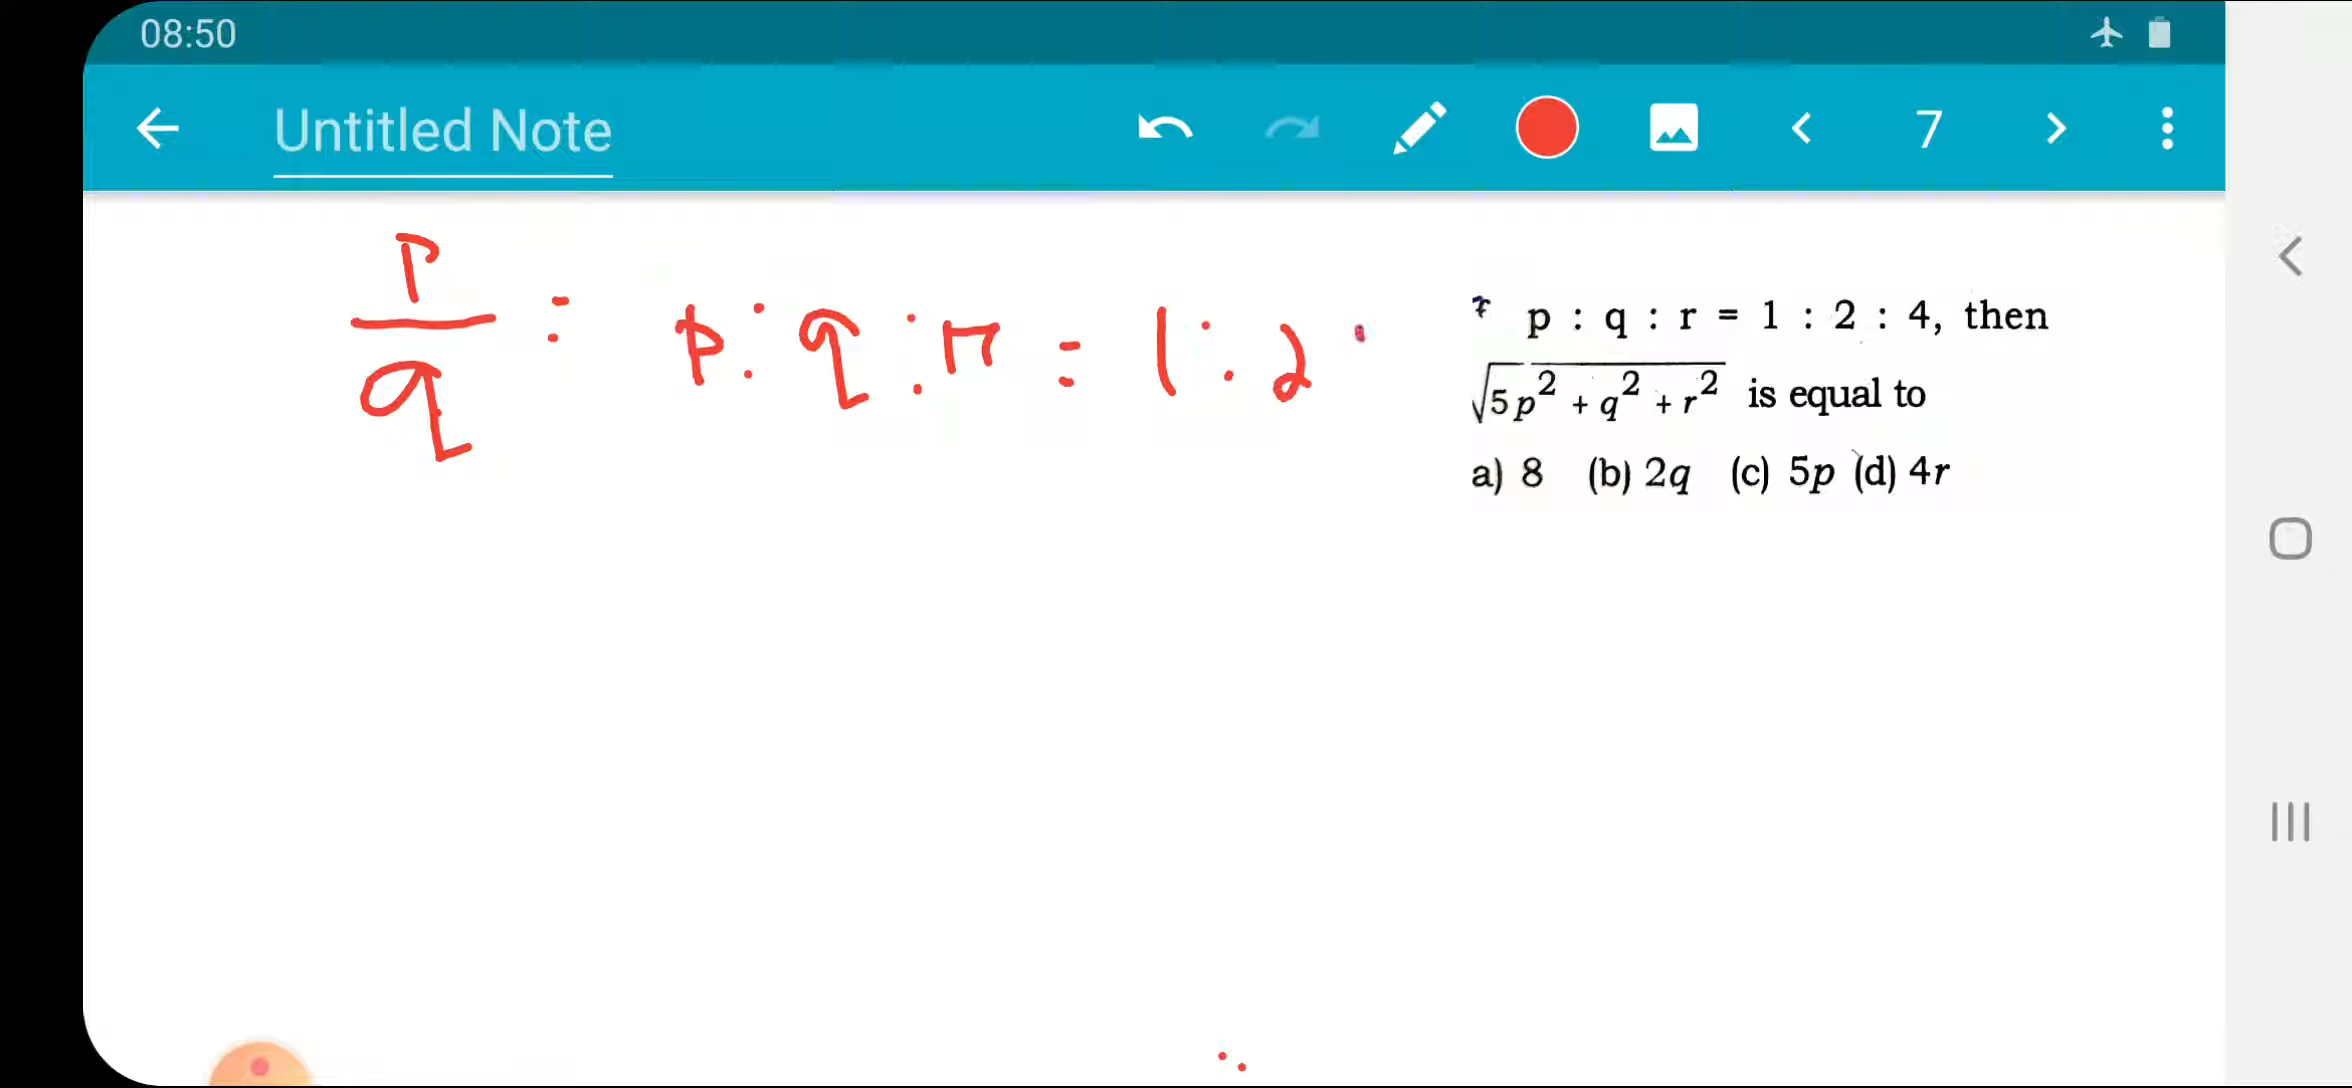 08:50
Untitled Note
7
p/q : p : q : r = 1 : 2
p : q : r = 1 : 2 : 4, then
√5p² + q² + r² is equal to
a) 8 (b) 2q (c) 5p (d) 4r